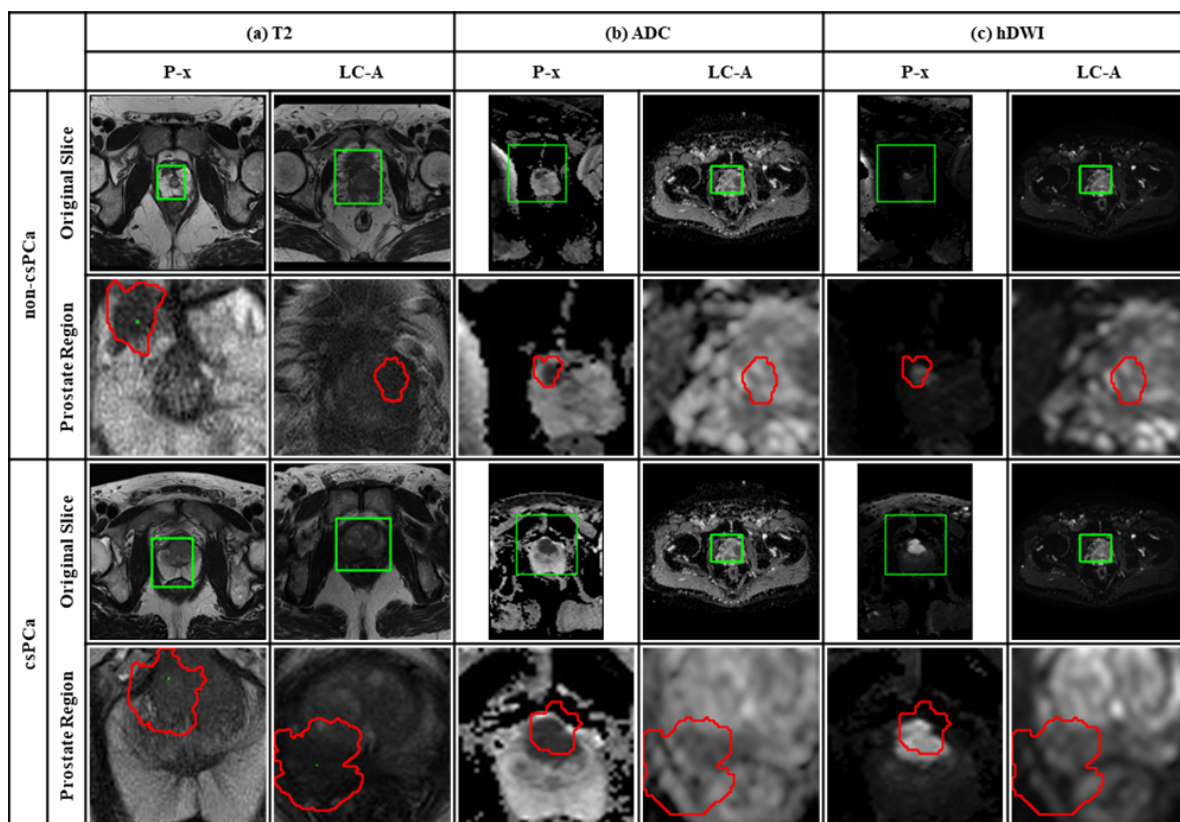 (a) T2 (b) ADC (c) hDWI
P-x LC-A P-x LC-A P-x LC-A
non-csPCa
Original Slice
Prostate Region
csPCa
Original Slice
Prostate Region